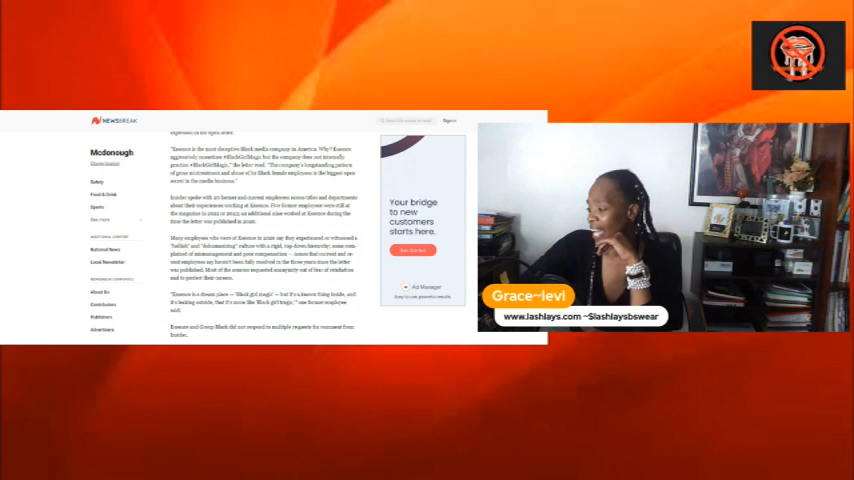 NEWSBREAK
Sign in
Mcdonough
Safety
Food & Drink
Sports
See more
National News
Local Newsletter
About Us
Contributors
Publishers
Advertisers
"Essence is the most disruptive Black media company in America. Why? Essence
aggressively monetizes #BlackGirlMagic but the company does not internally
practice #BlackGirlMagic," the letter read. "The company's longstanding pattern
of gross mistreatment and abuse of its Black female employees is the biggest open
secret in the media business."
Insider spoke with 20 former and current employees across titles and departments
about their experiences working at Essence. Five former employees were still at
the magazine in 2022 or 2023; an additional nine worked at Essence during the
time the letter was published in 2020.
Many employees who were at Essence in 2020 say they experienced or witnessed a
"hellish" and "dehumanizing" culture with a rigid, top-down hierarchy; some com-
plained of mismanagement and poor compensation — issues that current and re-
cent employees say haven't been fully resolved in the three years since the letter
was published. Most of the sources requested anonymity out of fear of retaliation
and to protect their careers.
"Essence is a dream place — 'Black girl magic' — but it's a known thing inside, and
it's leaking outside, that it's more like 'Black girl tragic,'" one former employee
said.
Essence and Group Black did not respond to multiple requests for comment from
Insider.
Your bridge
to new
customers
starts here.
Ad Manager
Easy to use, powerful results.
Grace~levi
www.lashlays.com ~$lashlaysbswear